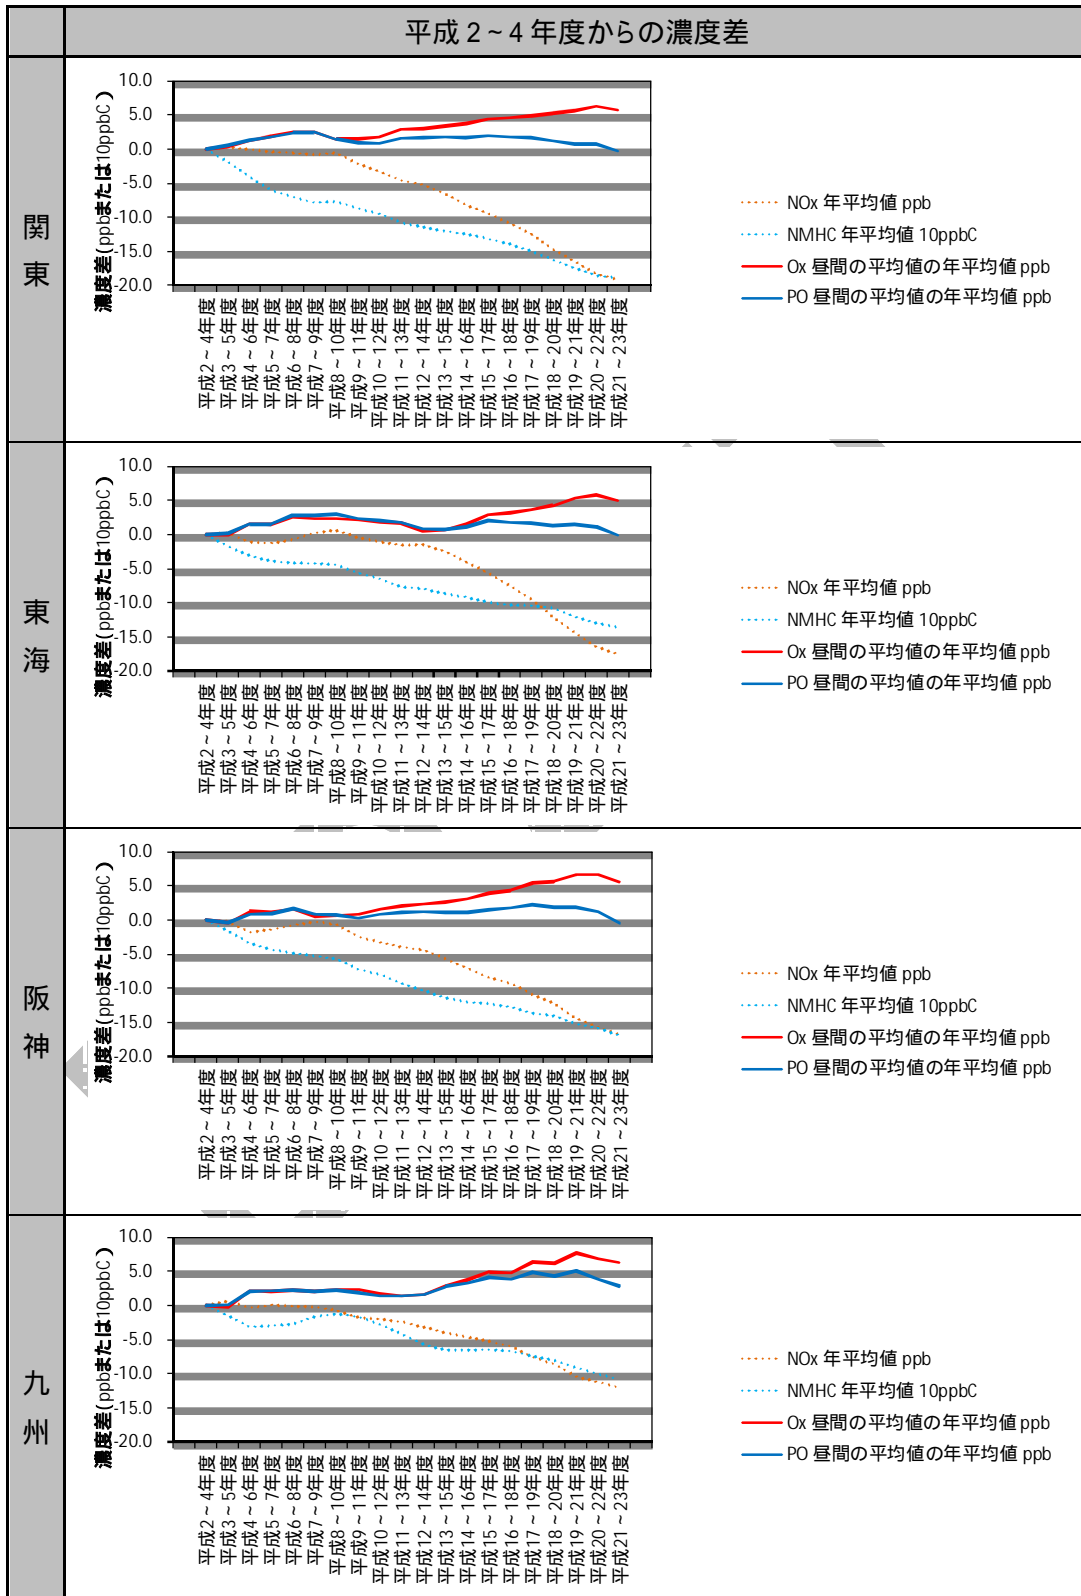 平成2~4年度からの濃度差
関東
濃度差(ppbまたは10ppbC)
10.0
5.0
0.0
-5.0
-10.0
-15.0
-20.0
平成2~4年度
平成3~5年度
平成4~6年度
平成5~7年度
平成6~8年度
平成7~9年度
平成8~10年度
平成9~11年度
平成10~12年度
平成11~13年度
平成12~14年度
平成13~15年度
平成14~16年度
平成15~17年度
平成16~18年度
平成17~19年度
平成18~20年度
平成19~21年度
平成20~22年度
平成21~23年度
NOx 年平均値 ppb
NMHC 年平均値 10ppbC
Ox 昼間の平均値の年平均値 ppb
PO 昼間の平均値の年平均値 ppb
東海
濃度差(ppbまたは10ppbC)
10.0
5.0
0.0
-5.0
-10.0
-15.0
-20.0
平成2~4年度
平成3~5年度
平成4~6年度
平成5~7年度
平成6~8年度
平成7~9年度
平成8~10年度
平成9~11年度
平成10~12年度
平成11~13年度
平成12~14年度
平成13~15年度
平成14~16年度
平成15~17年度
平成16~18年度
平成17~19年度
平成18~20年度
平成19~21年度
平成20~22年度
平成21~23年度
NOx 年平均値 ppb
NMHC 年平均値 10ppbC
Ox 昼間の平均値の年平均値 ppb
PO 昼間の平均値の年平均値 ppb
阪神
濃度差(ppbまたは10ppbC)
10.0
5.0
0.0
-5.0
-10.0
-15.0
-20.0
平成2~4年度
平成3~5年度
平成4~6年度
平成5~7年度
平成6~8年度
平成7~9年度
平成8~10年度
平成9~11年度
平成10~12年度
平成11~13年度
平成12~14年度
平成13~15年度
平成14~16年度
平成15~17年度
平成16~18年度
平成17~19年度
平成18~20年度
平成19~21年度
平成20~22年度
平成21~23年度
NOx 年平均値 ppb
NMHC 年平均値 10ppbC
Ox 昼間の平均値の年平均値 ppb
PO 昼間の平均値の年平均値 ppb
九州
濃度差(ppbまたは10ppbC)
10.0
5.0
0.0
-5.0
-10.0
-15.0
-20.0
平成2~4年度
平成3~5年度
平成4~6年度
平成5~7年度
平成6~8年度
平成7~9年度
平成8~10年度
平成9~11年度
平成10~12年度
平成11~13年度
平成12~14年度
平成13~15年度
平成14~16年度
平成15~17年度
平成16~18年度
平成17~19年度
平成18~20年度
平成19~21年度
平成20~22年度
平成21~23年度
NOx 年平均値 ppb
NMHC 年平均値 10ppbC
Ox 昼間の平均値の年平均値 ppb
PO 昼間の平均値の年平均値 ppb